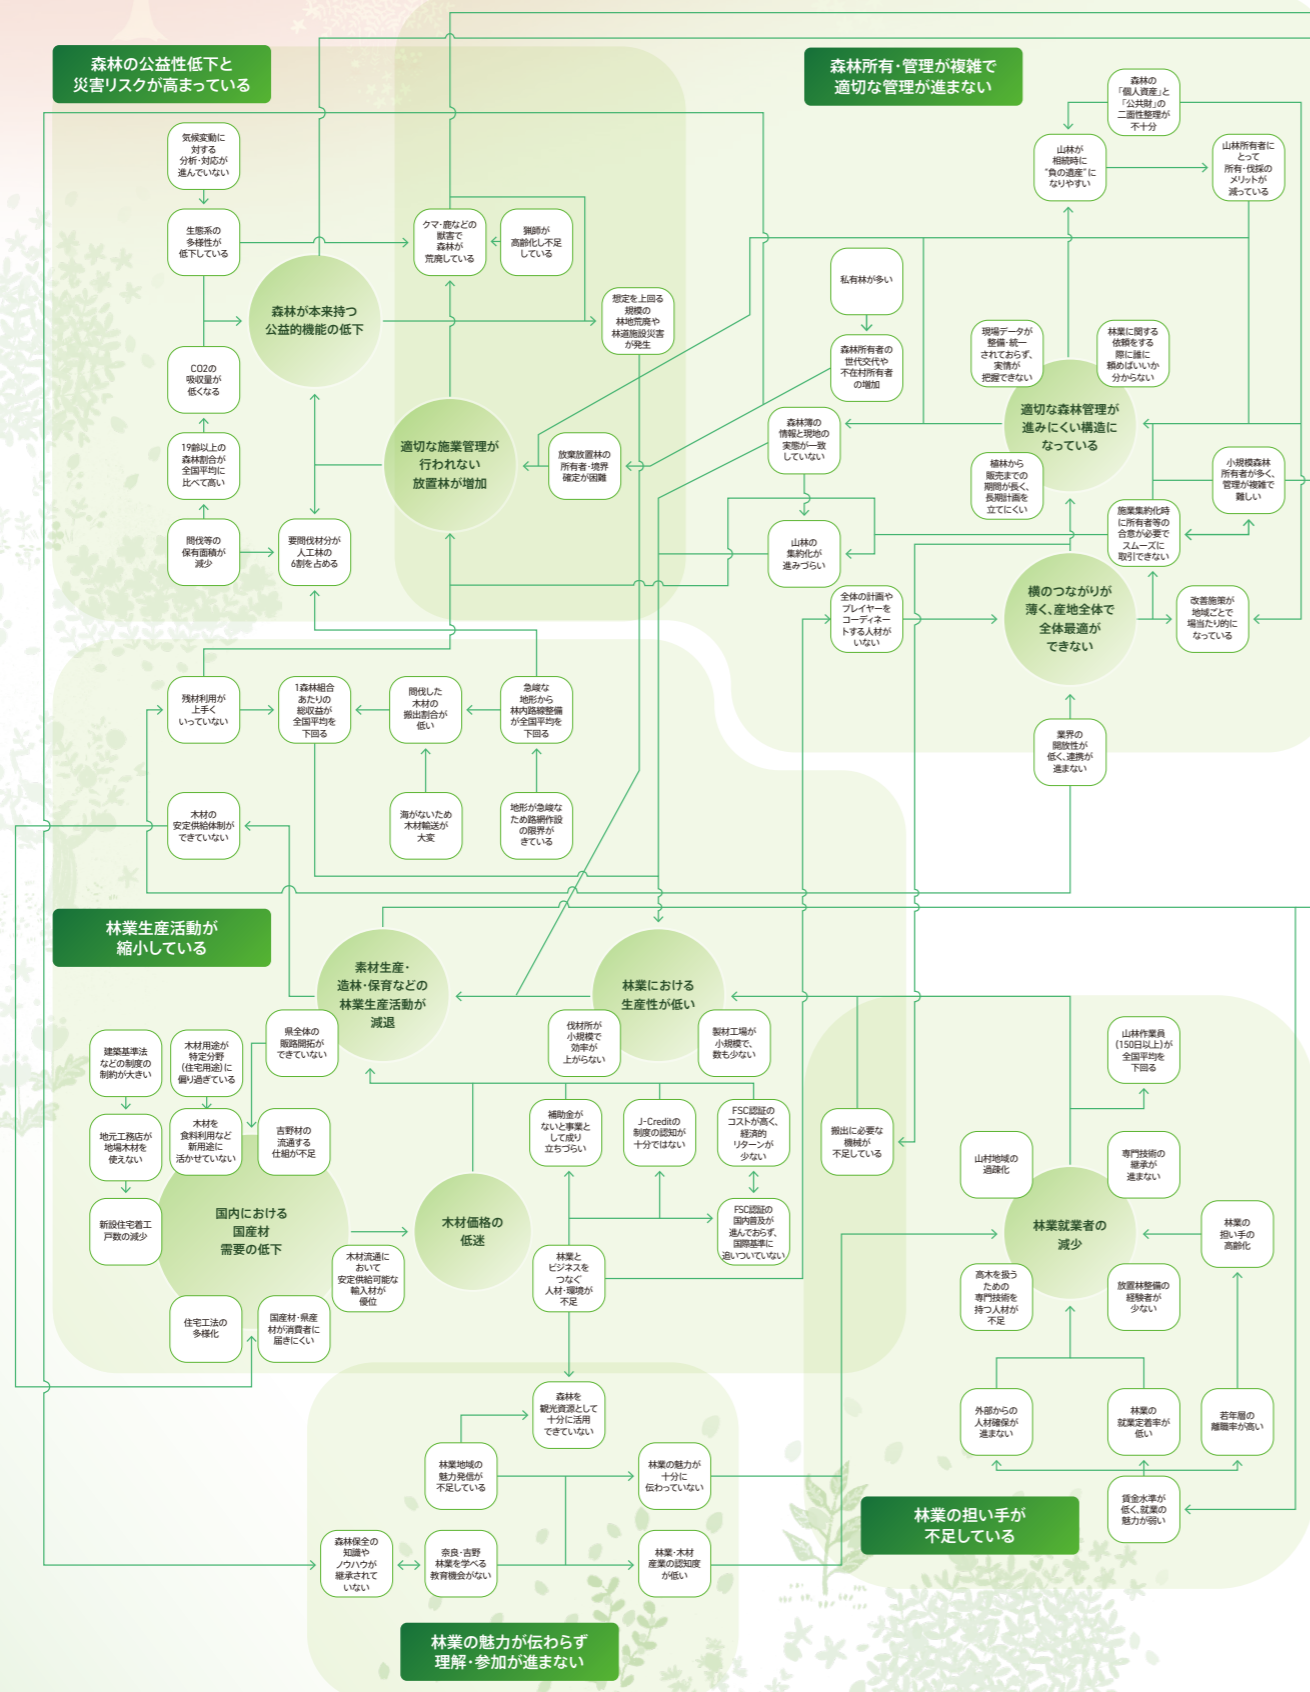 森林の公益性低下と
災害リスクが高まっている
気候変動に
対する
分析・対応が
進んでいない
生態系の
多様性が
低下している
クマ・鹿などの
獣害で
森林が
荒廃している
猟師が
高齢化し不足
している
森林が本来持つ
公益的機能の低下
想定を上回る
規模の
林地荒廃や
林道施設災害
が発生
CO2の
吸収量が
低くなる
19齢以上の
森林割合が
全国平均に
比べて高い
適切な施業管理が
行われない
放置林が増加
放棄放置林の
所有者・境界
確定が困難
間伐等の
保有面積が
減少
要間伐材分が
人工林の
6割を占める
森林所有・管理が複雑で
適切な管理が進まない
森林の
「個人資産」と
「公共財」の
二面性整理が
不十分
山林が
相続時に
“負の遺産”に
なりやすい
山林所有者に
とって
所有・伐採の
メリットが
減っている
私有林が多い
森林所有者の
世代交代や
不在村所有者
の増加
現場データが
整備・統一
されておらず、
実情が
把握できない
林業に関する
依頼をする
際に誰に
頼めばいいか
分からない
適切な森林管理が
進みにくい構造に
なっている
森林簿の
情報と現地の
実態が一致
していない
植林から
販売までの
期間が長く、
長期計画を
立てにくい
小規模森林
所有者が多く、
管理が複雑で
難しい
施業集約化時
に所有者等の
合意が必要で
スムーズに
取引できない
山林の
集約化が
進みづらい
全体の計画や
プレイヤーを
コーディネー
トする人材が
いない
横のつながりが
薄く、産地全体で
全体最適が
できない
改善施策が
地域ごとで
場当たり的に
なっている
業界の
開放性が
低く、連携が
進まない
残材利用が
上手く
いっていない
1森林組合
あたりの
総収益が
全国平均を
下回る
間伐した
木材の
搬出割合が
低い
急峻な
地形から
林内路線整備
が全国平均を
下回る
木材の
安定供給体制が
できていない
海がないため
木材輸送が
大変
地形が急峻な
ため路網作設
の限界が
きている
林業生産活動が
縮小している
素材生産・
造林・保育などの
林業生産活動が
減退
林業における
生産性が低い
県全体の
販路開拓が
できていない
伐材所が
小規模で
効率が
上がらない
製材工場が
小規模で、
数も少ない
建築基準法
などの制度の
制約が大きい
木材用途が
特定分野
（住宅用途）に
偏り過ぎている
地元工務店が
地場木材を
使えない
木材を
食料利用など
新用途に
活かせていない
吉野材の
流通する
仕組が不足
新設住宅着工
戸数の減少
国内における
国産材
需要の低下
木材流通に
おいて
安定供給可能な
輸入材が
優位
住宅工法の
多様化
国産材・県産
材が消費者に
届きにくい
木材価格の
低迷
補助金が
ないと事業と
して成り
立ちづらい
J-Creditの
制度の認知が
十分ではない
FSC認証の
コストが高く、
経済的
リターンが
少ない
FSC認証の
国内普及が
進んでおらず、
国際基準に
追いついていない
林業と
ビジネスを
つなぐ
人材・環境が
不足
搬出に必要な
機械が
不足している
山林作業員
（150日以上）が
全国平均を
下回る
山村地域の
過疎化
専門技術の
継承が
進まない
林業就業者の
減少
林業の
担い手の
高齢化
高木を扱う
ための
専門技術を
持つ人材が
不足
放置林整備の
経験者が
少ない
外部からの
人材確保が
進まない
林業の
就業定着率が
低い
若年層の
離職率が高い
賃金水準が
低く、就業の
魅力が弱い
林業の担い手が
不足している
森林を
観光資源として
十分に活用
できていない
林業地域の
魅力発信が
不足している
林業の魅力が
十分に
伝わっていない
森林保全の
知識や
ノウハウが
継承されて
いない
奈良・吉野
林業を学べる
教育機会がない
林業・木材
産業の認知度
が低い
林業の魅力が伝わらず
理解・参加が進まない